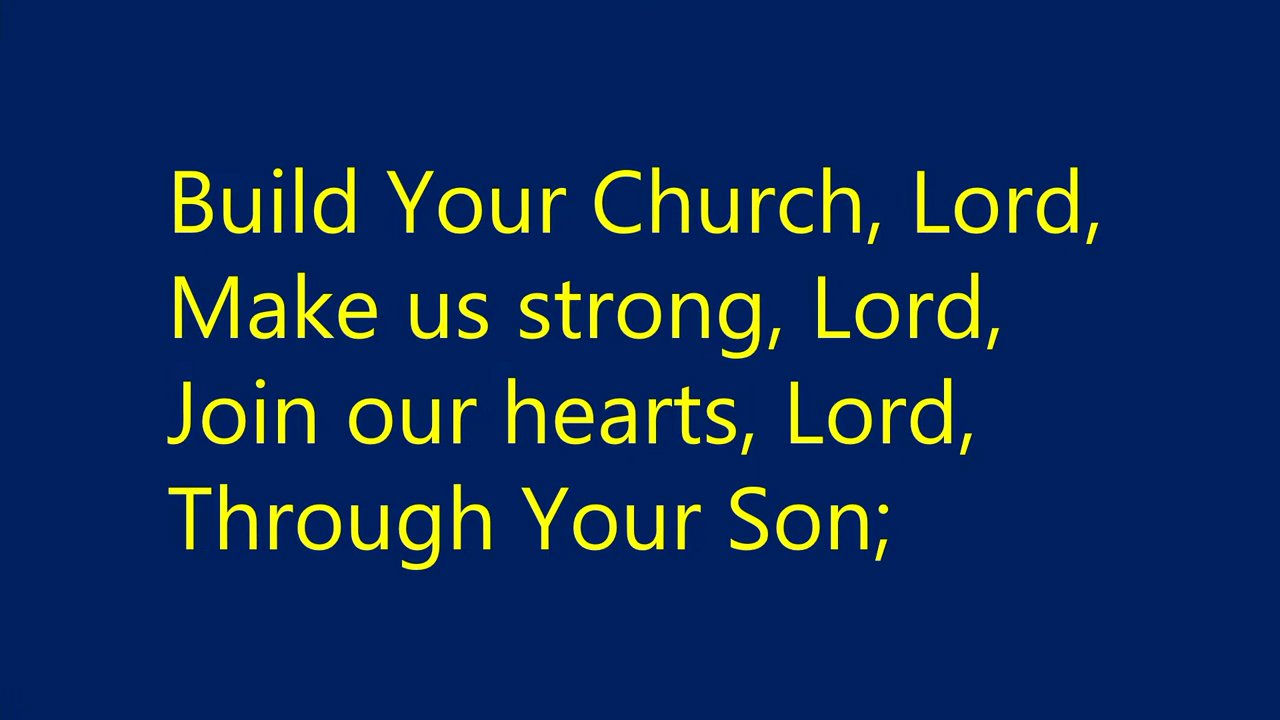 Build Your Church, Lord,
Make us strong, Lord,
Join our hearts, Lord,
Through Your Son;